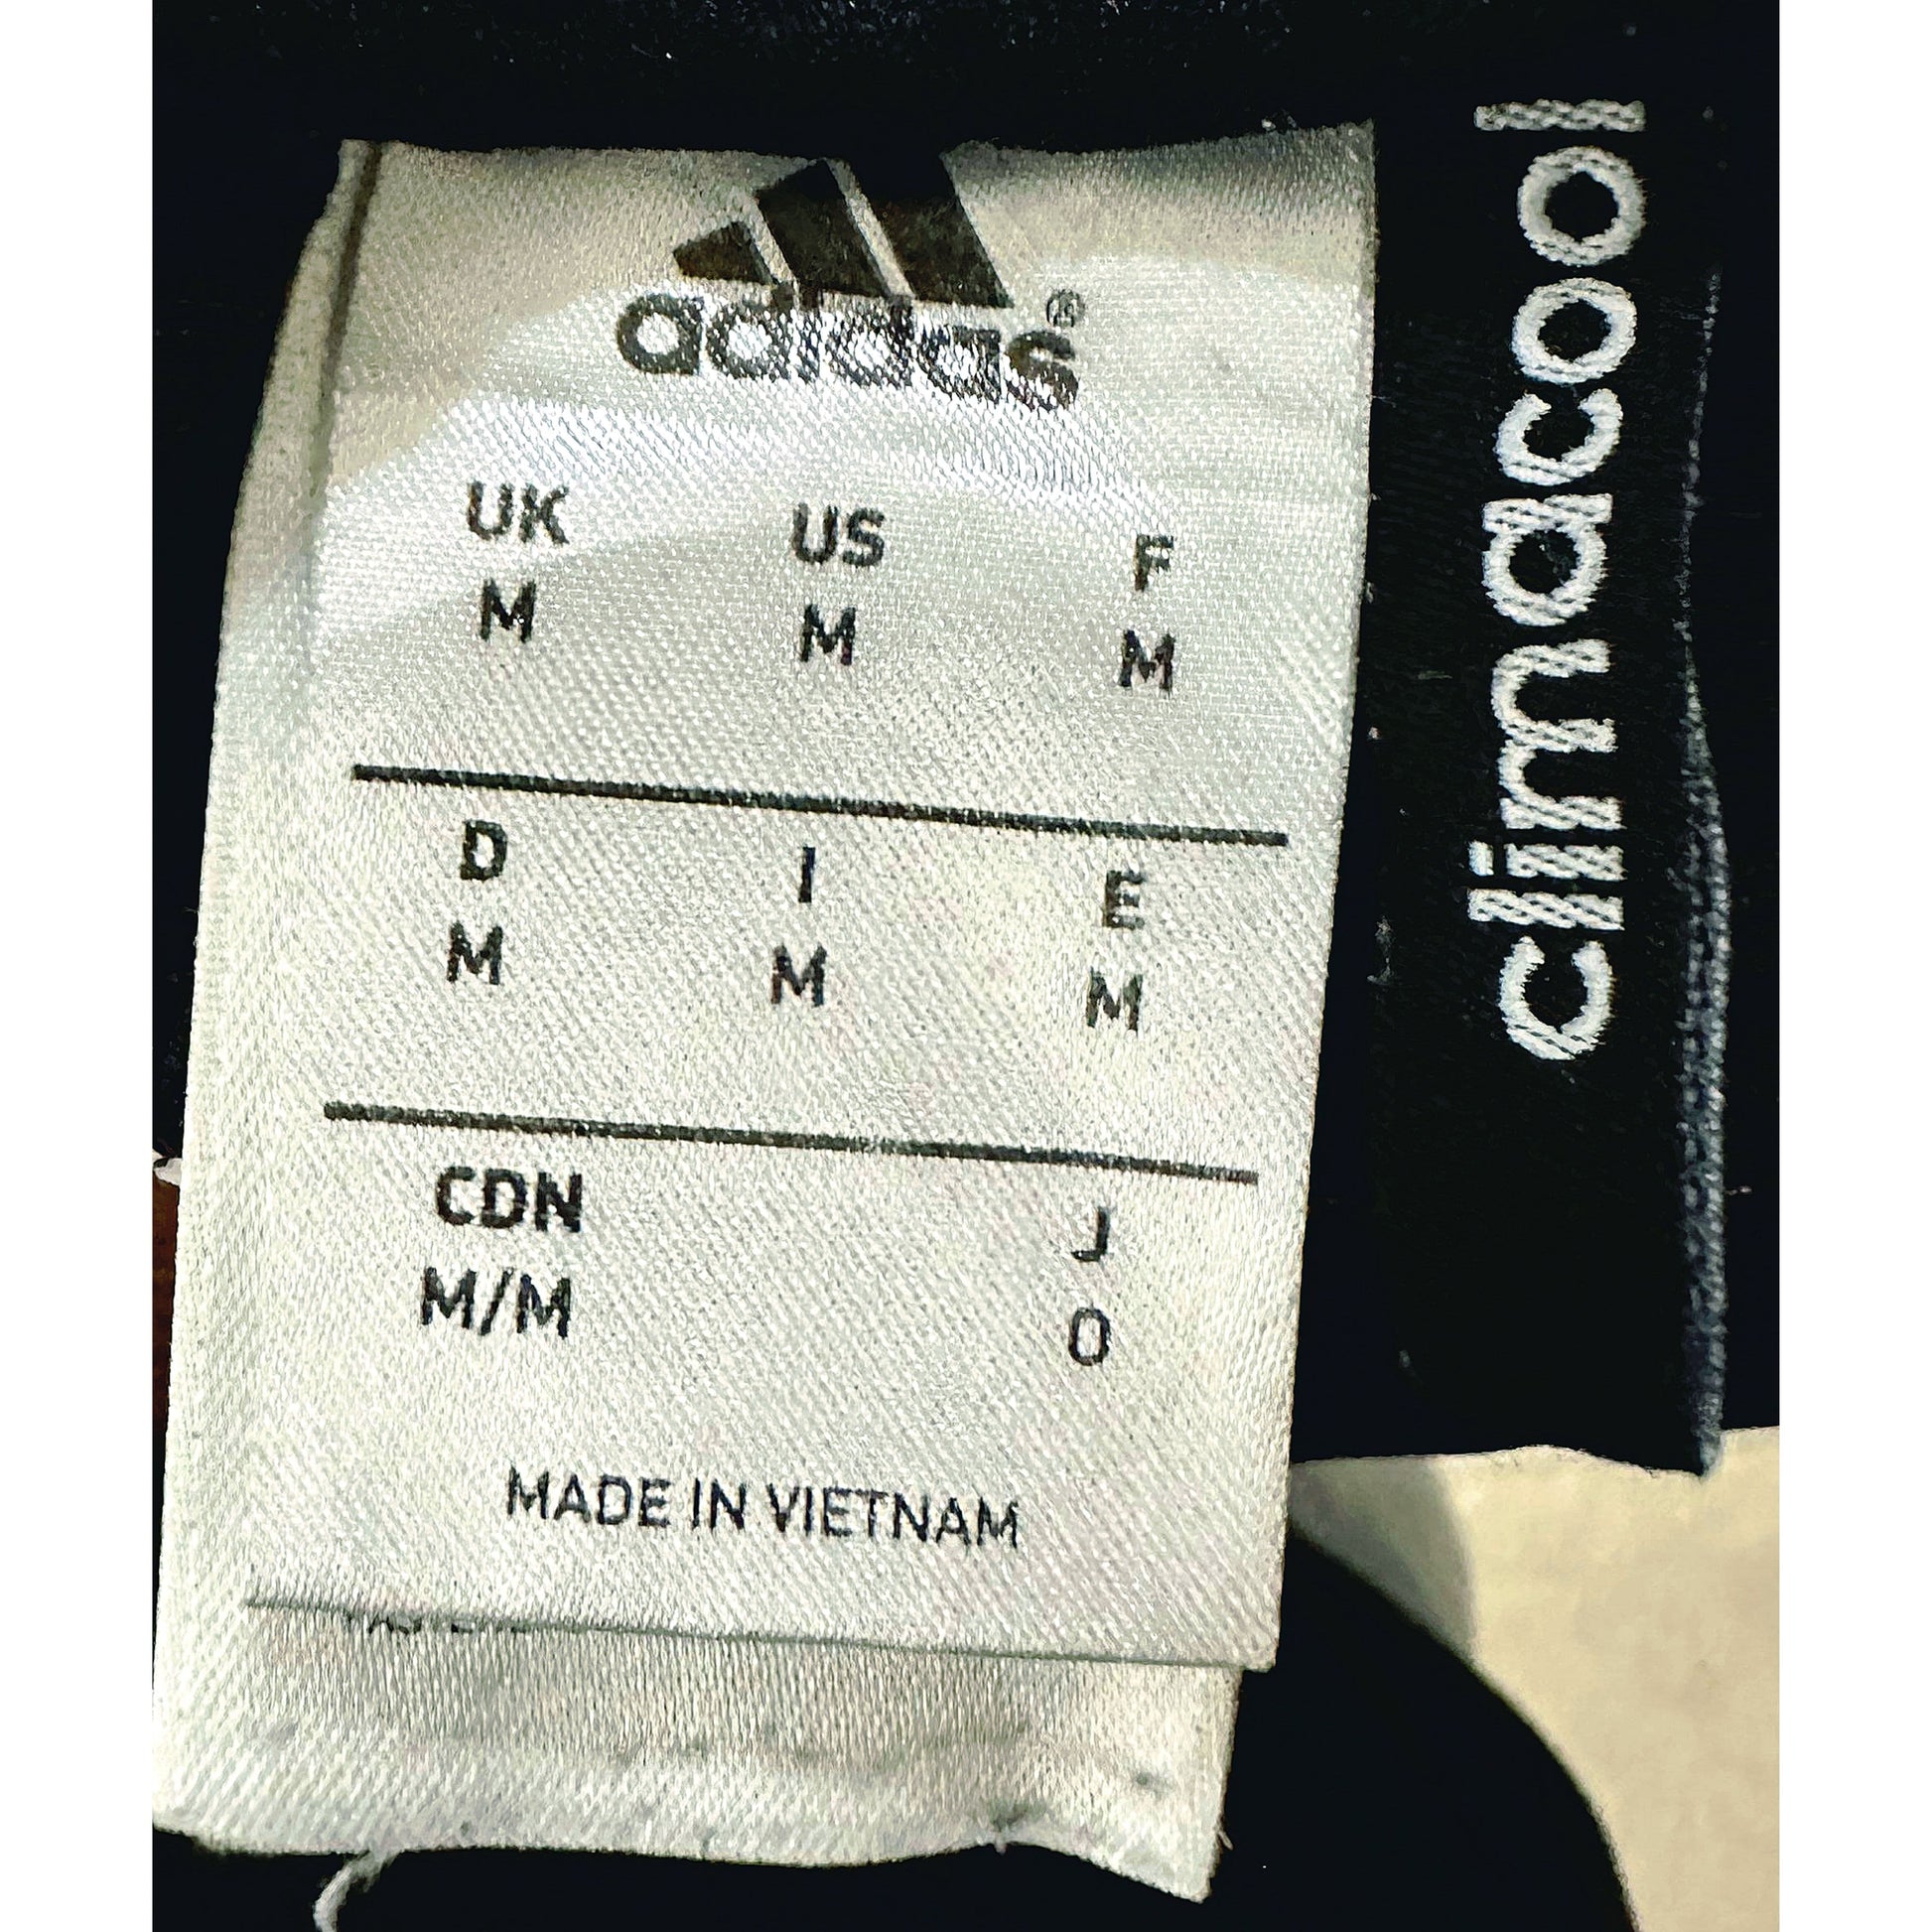 adidas®
UK US F
M M M
D I E
M M M
CDN J
M/M O
MADE IN VIETNAM
climacool